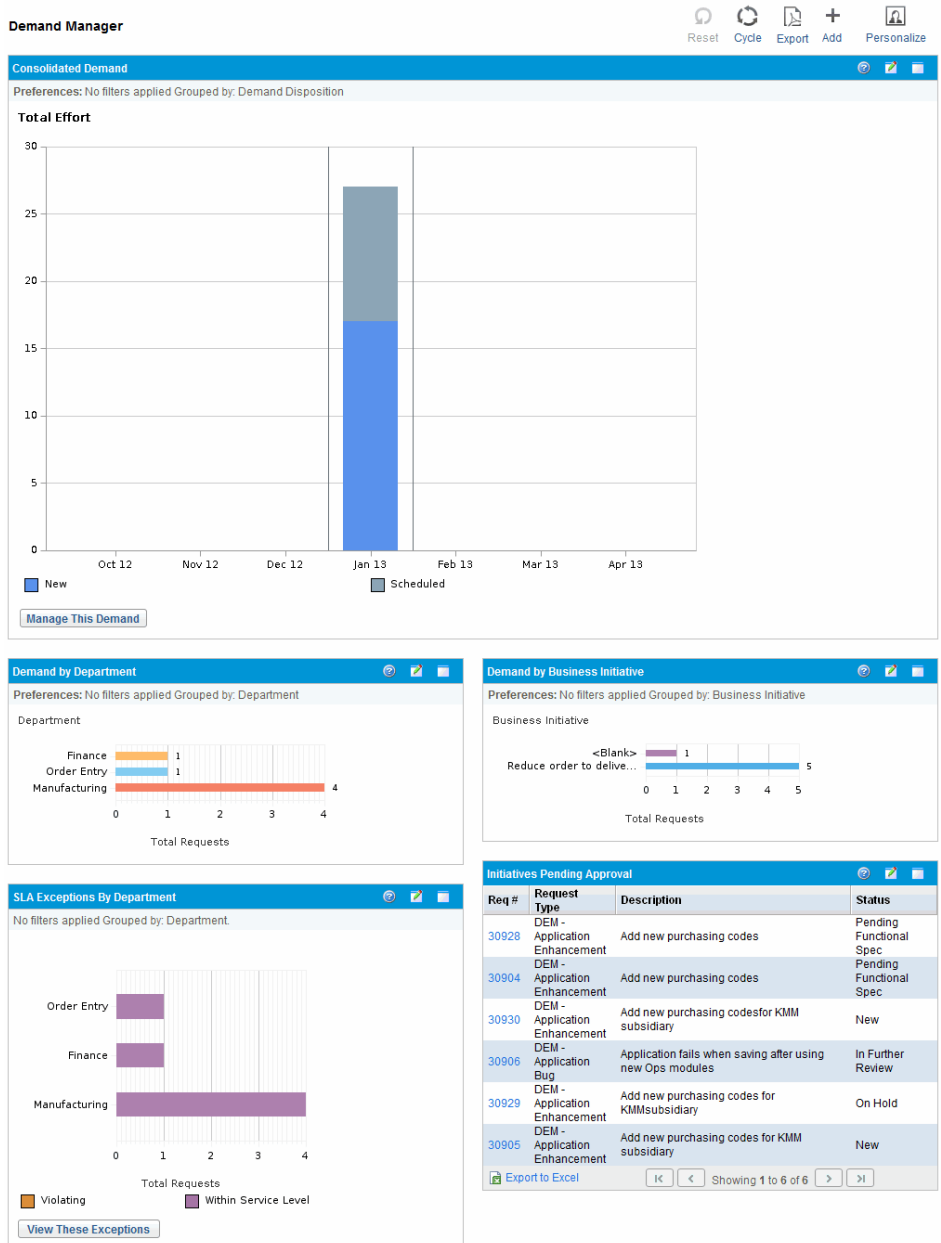 Demand Manager
Reset Cycle Export Add Personalize
Consolidated Demand
Preferences: No filters applied Grouped by: Demand Disposition
Total Effort
30
25
20
15
10
5
0
Oct 12 Nov 12 Dec 12 Jan 13 Feb 13 Mar 13 Apr 13
New Scheduled
Manage This Demand
Demand by Department
Preferences: No filters applied Grouped by: Department
Department
Finance 1
Order Entry 1
Manufacturing 4
0 1 2 3 4
Total Requests
Demand by Business Initiative
Preferences: No filters applied Grouped by: Business Initiative
Business Initiative
<Blank> 1
Reduce order to delive... 5
0 1 2 3 4 5
Total Requests
SLA Exceptions By Department
No filters applied Grouped by: Department.
Order Entry
Finance
Manufacturing
0 1 2 3 4
Total Requests
Violating Within Service Level
View These Exceptions
Initiatives Pending Approval
Req # Request Type Description Status
30928 DEM - Application Enhancement Add new purchasing codes Pending Functional Spec
30904 DEM - Application Enhancement Add new purchasing codes Pending Functional Spec
30930 DEM - Application Enhancement Add new purchasing codesfor KMM subsidiary New
30906 DEM - Application Bug Application fails when saving after using new Ops modules In Further Review
30929 DEM - Application Enhancement Add new purchasing codes for KMMsubsidiary On Hold
30905 DEM - Application Enhancement Add new purchasing codes for KMM subsidiary New
Export to Excel Showing 1 to 6 of 6